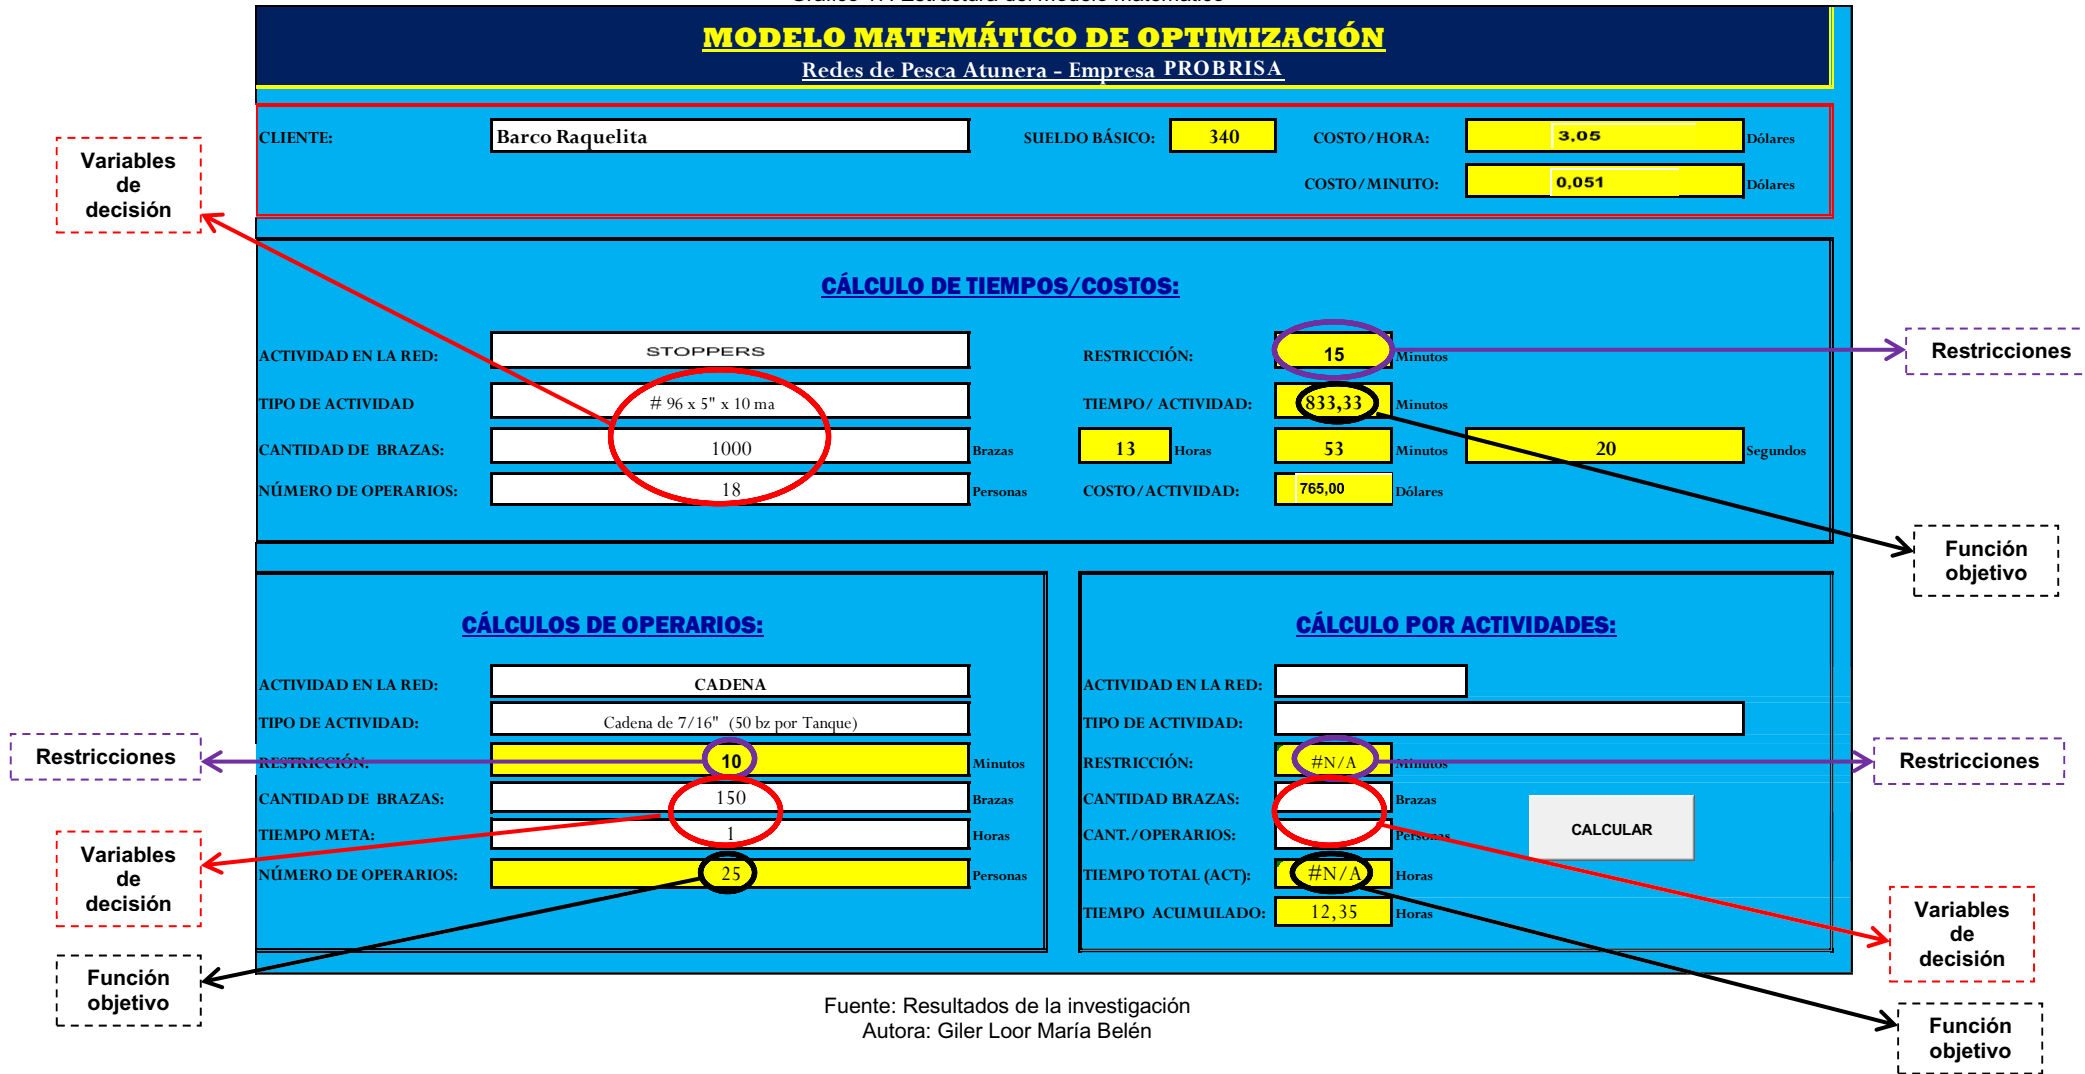 MODELO MATEMÁTICO DE OPTIMIZACIÓN
Redes de Pesca Atunera - Empresa PROBRISA
CLIENTE: Barco Raquelita SUELDO BÁSICO: 340 COSTO/HORA: 3,05 Dólares
COSTO/MINUTO: 0,051 Dólares
Variables
de
decisión
CÁLCULO DE TIEMPOS/COSTOS:
ACTIVIDAD EN LA RED: STOPPERS RESTRICCIÓN: 15 Minutos
Restricciones
TIPO DE ACTIVIDAD # 96 x 5" x 10 ma TIEMPO/ ACTIVIDAD: 833,33 Minutos
CANTIDAD DE BRAZAS: 1000 Brazas 13 Horas 53 Minutos 20 Segundos
NÚMERO DE OPERARIOS: 18 Personas COSTO/ACTIVIDAD: 765,00 Dólares
Función
objetivo
CÁLCULOS DE OPERARIOS:
ACTIVIDAD EN LA RED: CADENA
TIPO DE ACTIVIDAD: Cadena de 7/16" (50 bz por Tanque)
Restricciones
RESTRICCIÓN: 10 Minutos
CANTIDAD DE BRAZAS: 150 Brazas
TIEMPO META: 1 Horas
Variables
de
decisión
NÚMERO DE OPERARIOS: 25 Personas
Función
objetivo
CÁLCULO POR ACTIVIDADES:
ACTIVIDAD EN LA RED:
TIPO DE ACTIVIDAD:
RESTRICCIÓN: #N/A Minutos
Restricciones
CANTIDAD BRAZAS: Brazas
CANT./OPERARIOS: Personas
CALCULAR
TIEMPO TOTAL (ACT): #N/A Horas
TIEMPO ACUMULADO: 12,35 Horas
Variables
de
decisión
Función
objetivo
Fuente: Resultados de la investigación
Autora: Giler Loor María Belén